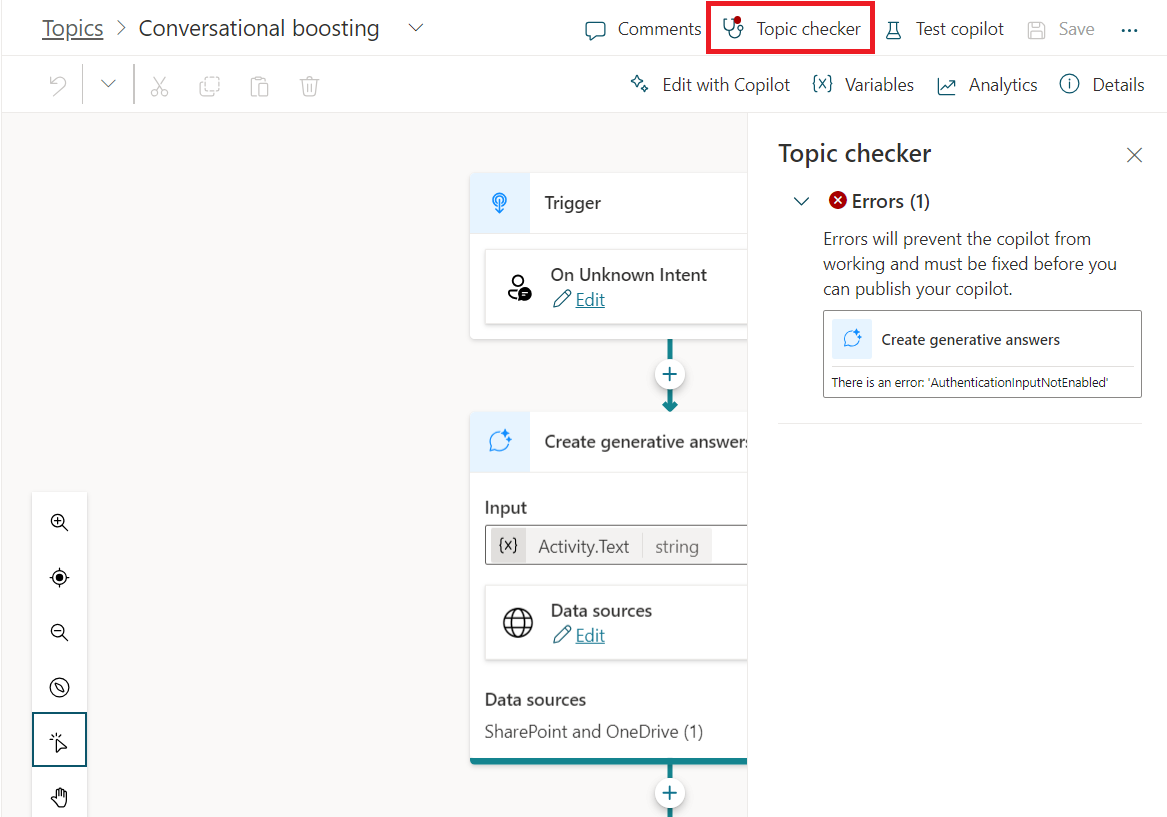 Topics > Conversational boosting
Comments
Topic checker
Test copilot
Save
Edit with Copilot
{x} Variables
Analytics
Details
Trigger
On Unknown Intent
Edit
Create generative answers
Input
{x} Activity.Text string
Data sources
Edit
Data sources
SharePoint and OneDrive (1)
Topic checker
Errors (1)
Errors will prevent the copilot from
working and must be fixed before you
can publish your copilot.
Create generative answers
There is an error: 'AuthenticationInputNotEnabled'